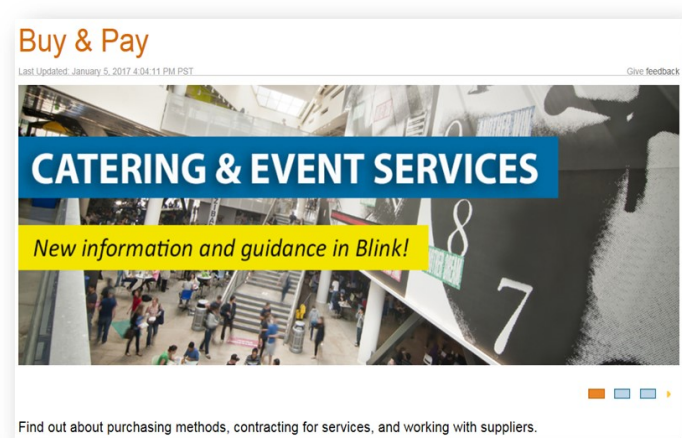 Buy & Pay
Last Updated: January 5, 2017 4:04:11 PM PST
Give feedback
CATERING & EVENT SERVICES
New information and guidance in Blink!
8
7
Find out about purchasing methods, contracting for services, and working with suppliers.